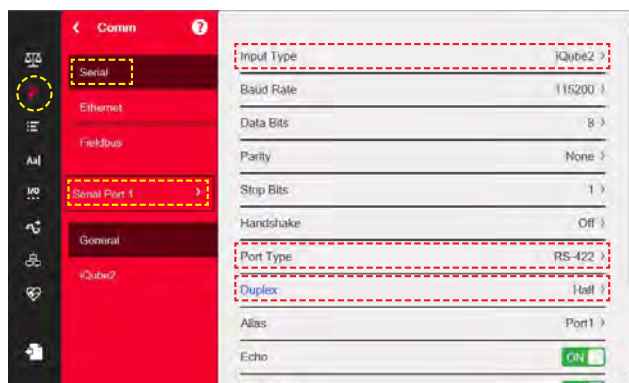 Comm ?
Serial
Ethernet
Fieldbus
Serial Port 1
General
iQube2
Aa
I/O
Input Type iQube2
Baud Rate 115200
Data Bits 8
Parity None
Stop Bits 1
Handshake Off
Port Type RS-422
Duplex Half
Alias Port1
Echo ON